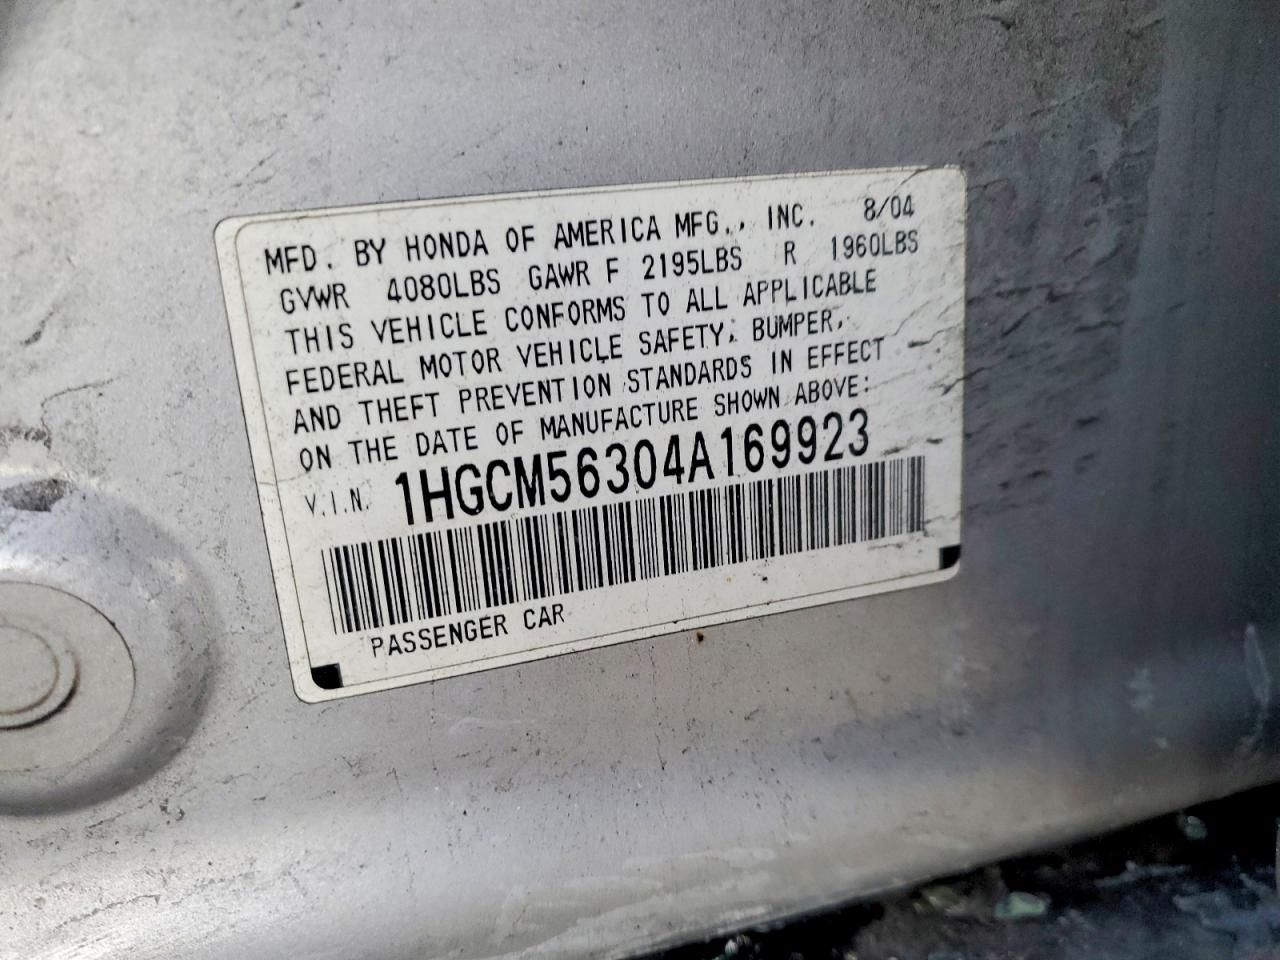 MFD. BY HONDA OF AMERICA MFG., INC. 8/04
GVWR 4080LBS GAWR F 2195LBS R 1960LBS
THIS VEHICLE CONFORMS TO ALL APPLICABLE
FEDERAL MOTOR VEHICLE SAFETY, BUMPER,
AND THEFT PREVENTION STANDARDS IN EFFECT
ON THE DATE OF MANUFACTURE SHOWN ABOVE:
V.I.N. 1HGCM56304A169923
PASSENGER CAR